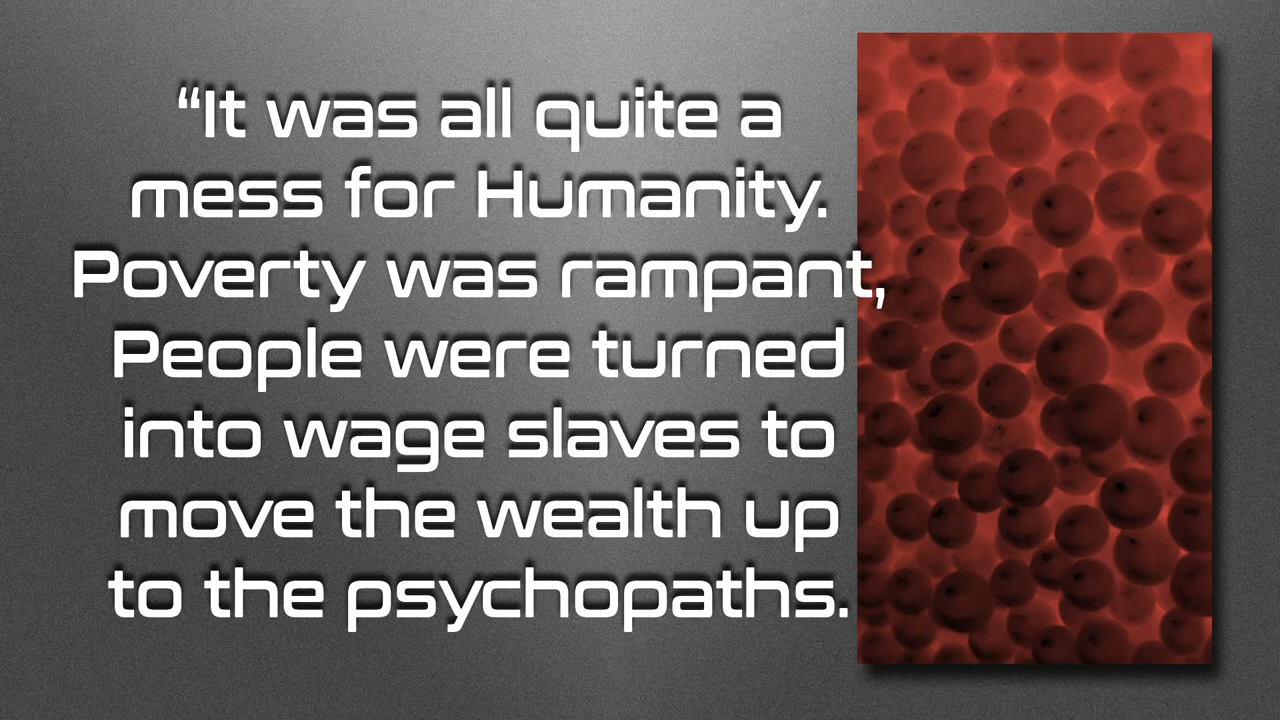 “It was all quite a
mess for Humanity.
Poverty was rampant,
People were turned
into wage slaves to
move the wealth up
to the psychopaths.